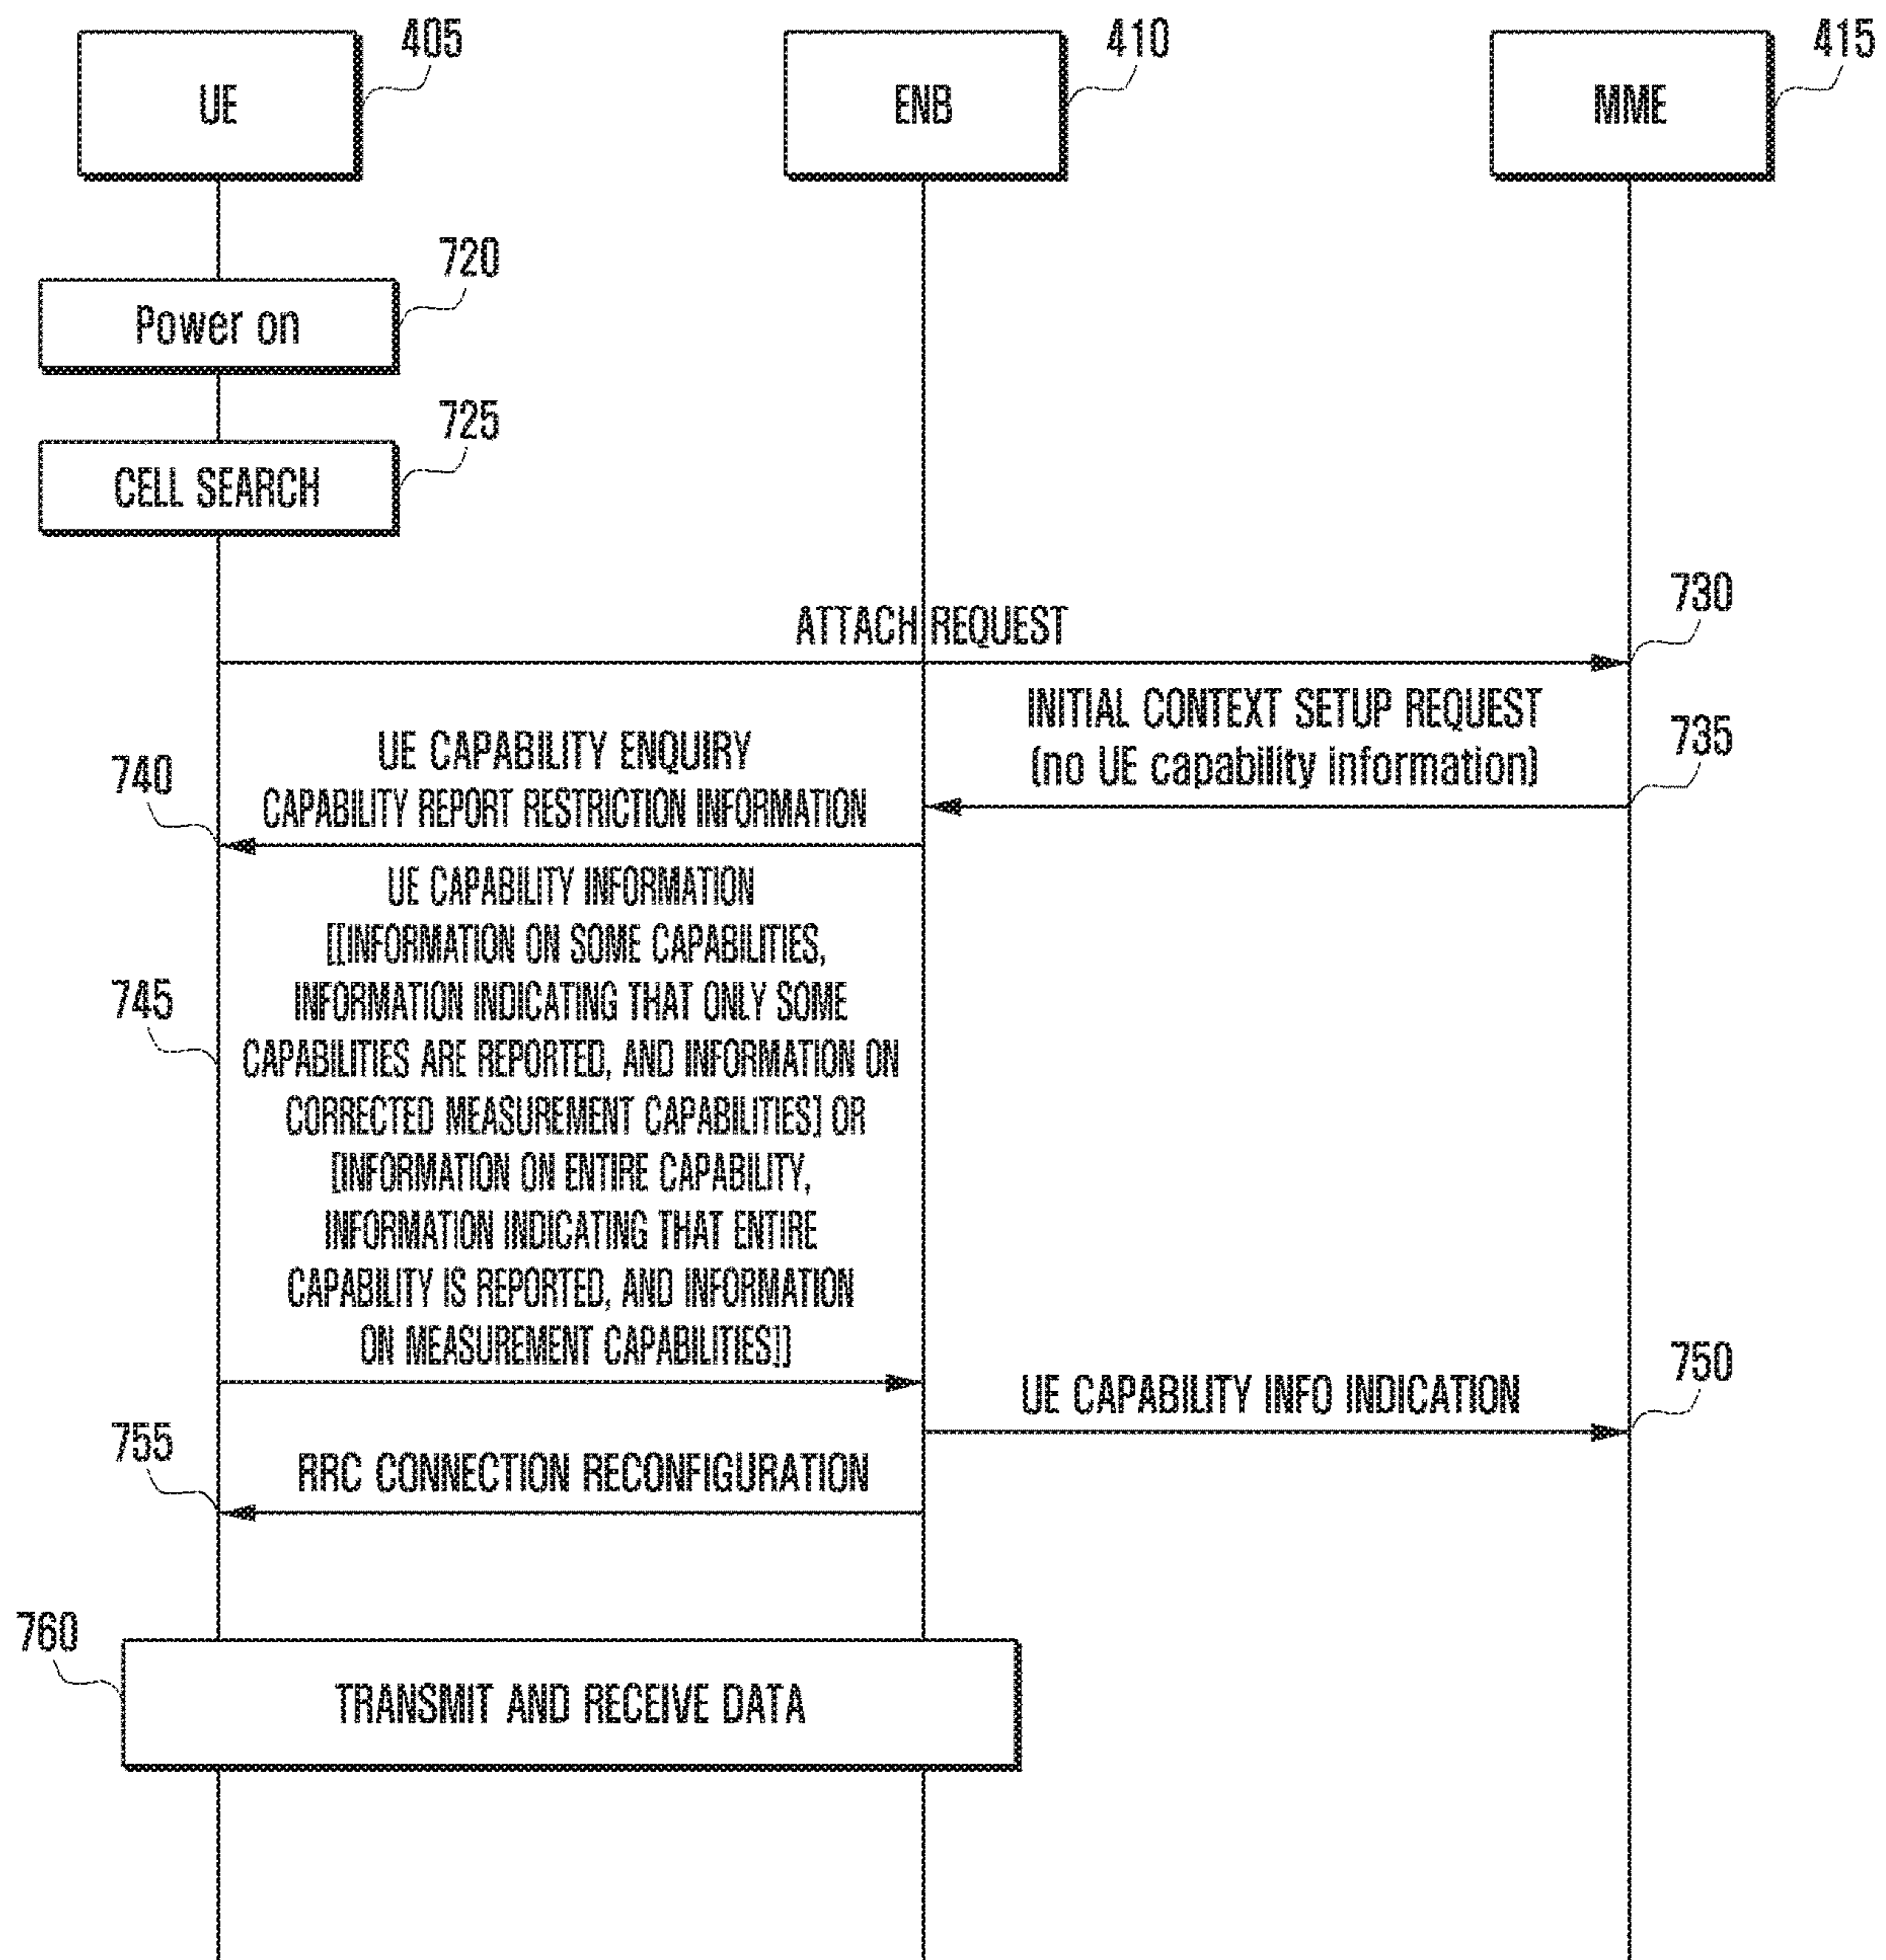 405
410
415
UE
ENB
MME
720
Power on
725
CELL SEARCH
730
ATTACH REQUEST
INITIAL CONTEXT SETUP REQUEST
(no UE capability information)
735
740
UE CAPABILITY ENQUIRY
CAPABILITY REPORT RESTRICTION INFORMATION
745
UE CAPABILITY INFORMATION
[[INFORMATION ON SOME CAPABILITIES,
INFORMATION INDICATING THAT ONLY SOME
CAPABILITIES ARE REPORTED, AND INFORMATION ON
CORRECTED MEASUREMENT CAPABILITIES] OR
[INFORMATION ON ENTIRE CAPABILITY,
INFORMATION INDICATING THAT ENTIRE
CAPABILITY IS REPORTED, AND INFORMATION
ON MEASUREMENT CAPABILITIES]]
750
UE CAPABILITY INFO INDICATION
755
RRC CONNECTION RECONFIGURATION
760
TRANSMIT AND RECEIVE DATA